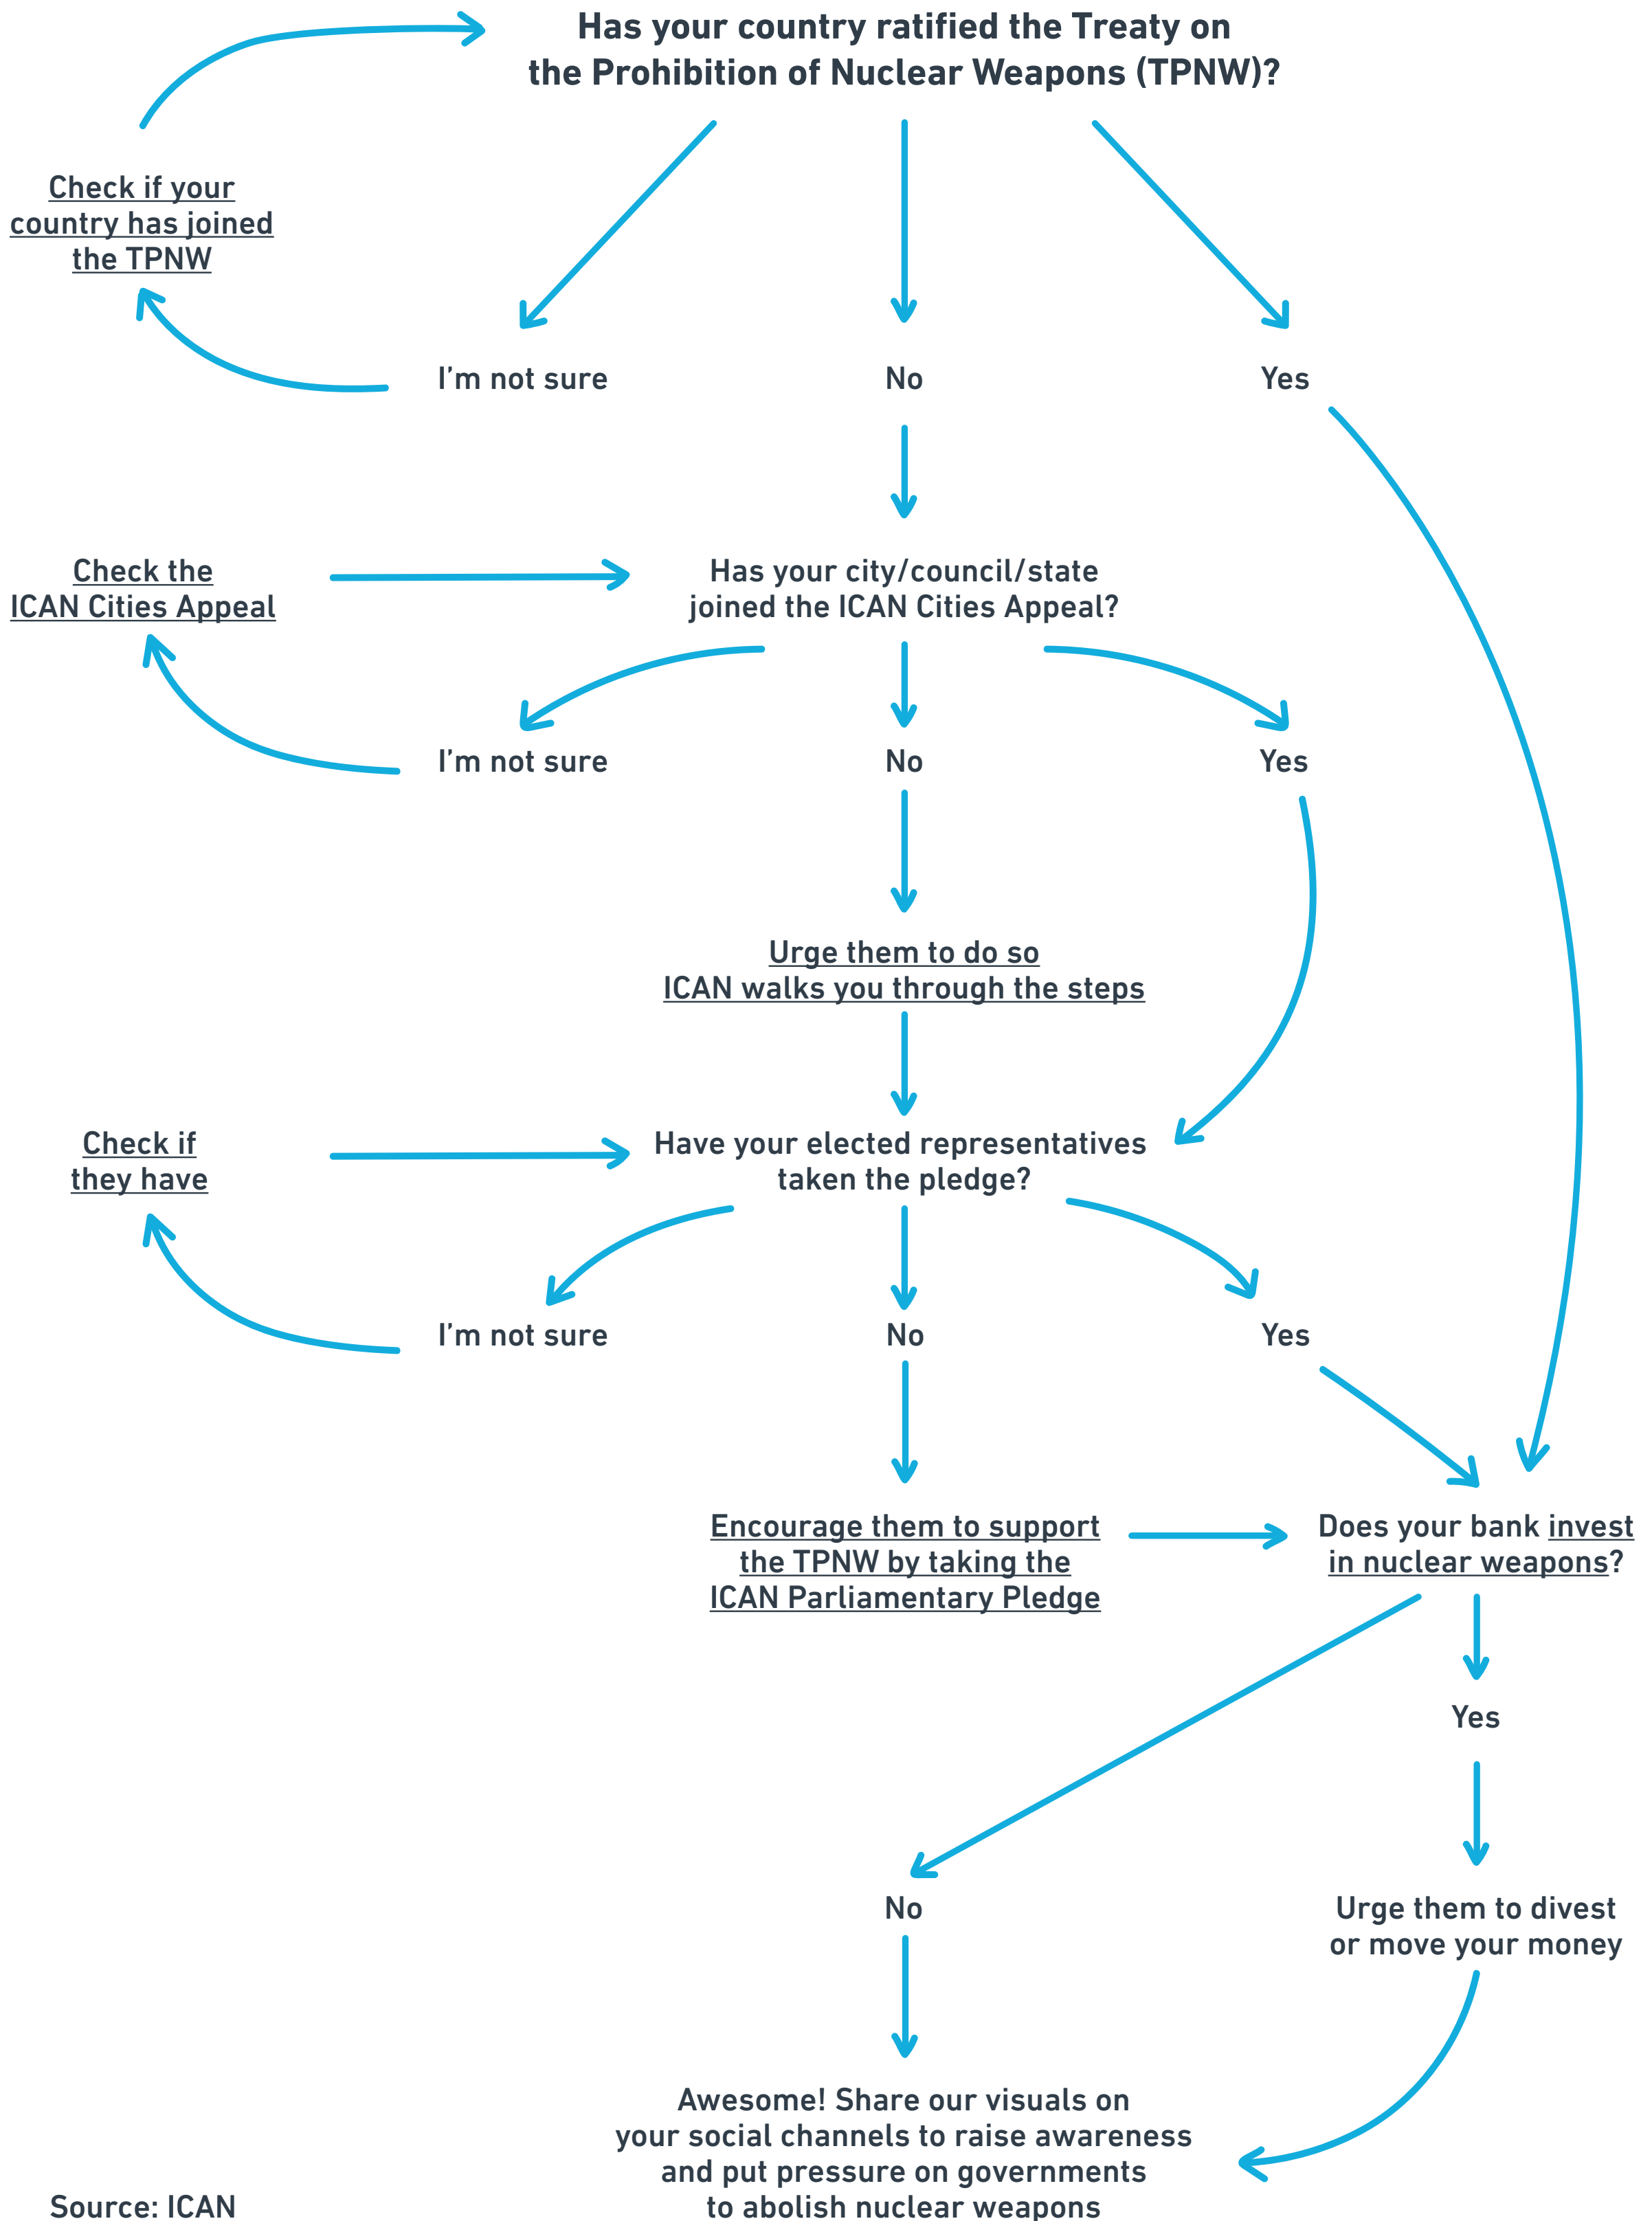 Has your country ratified the Treaty on
the Prohibition of Nuclear Weapons (TPNW)?
Check if your
country has joined
the TPNW
I’m not sure
No
Yes
Check the
ICAN Cities Appeal
Has your city/council/state
joined the ICAN Cities Appeal?
I’m not sure
No
Yes
Urge them to do so
ICAN walks you through the steps
Check if
they have
Have your elected representatives
taken the pledge?
I’m not sure
No
Yes
Encourage them to support
the TPNW by taking the
ICAN Parliamentary Pledge
Does your bank invest
in nuclear weapons?
Yes
No
Urge them to divest
or move your money
Awesome! Share our visuals on
your social channels to raise awareness
and put pressure on governments
to abolish nuclear weapons
Source: ICAN